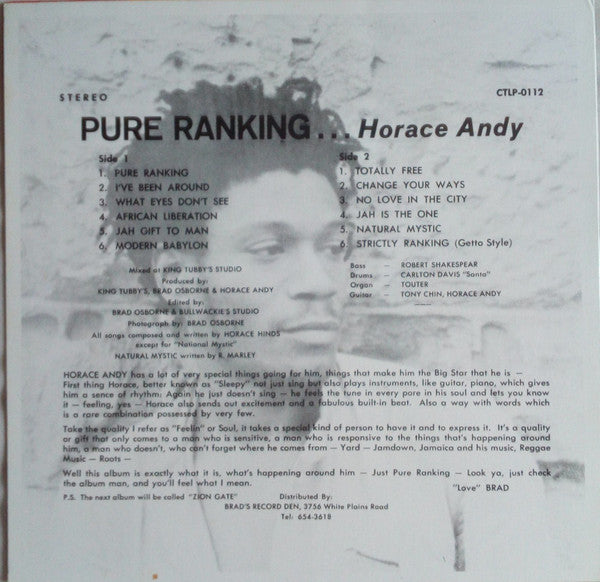 STEREO
CTLP-0112
PURE RANKING... Horace Andy
Side 1
1. PURE RANKING
2. I'VE BEEN AROUND
3. WHAT EYES DON'T SEE
4. AFRICAN LIBERATION
5. JAH GIFT TO MAN
6. MODERN BABYLON
Side 2
1. TOTALLY FREE
2. CHANGE YOUR WAYS
3. NO LOVE IN THE CITY
4. JAH IS THE ONE
5. NATURAL MYSTIC
6. STRICTLY RANKING (Getto Style)
Mixed at KING TUBBY'S STUDIO
Produced by:
KING TUBBY'S, BRAD OSBORNE & HORACE ANDY
Edited by:
BRAD OSBORNE & BULLWACKIE'S STUDIO
Photograph by: BRAD OSBORNE
All songs composed and written by HORACE HINDS
except for "National Mystic"
NATURAL MYSTIC written by R. MARLEY
Bass — ROBERT SHAKESPEAR
Drums — CARLTON DAVIS "Santa"
Organ — TOUTER
Guitar — TONY CHIN, HORACE ANDY
HORACE ANDY has a lot of very special things going for him, things that make him the Big Star that he is —
First thing Horace, better known as "Sleepy" not just sing but also plays instruments, like guitar, piano, which gives
him a sense of rhythm. Again he just doesn't sing — he feels the tune in every pore in his soul and lets you know
it — feeling, yes — Horace also sends out excitement and a fabulous built-in beat. Also a way with words which
is a rare combination possessed by very few.
Take the quality I refer as "Feelin" or Soul, it takes a special kind of person to have it and to express it. It's a quality
or gift that only comes to a man who is sensitive, a man who is responsive to the things that's happening around
him, a man who doesn't, who can't forget where he comes from — Yard — Jamdown, Jamaica and his music, Reggae
Music — Roots —
Well this album is exactly what it is, what's happening around him — Just Pure Ranking — Look ya, just check
the album man, and you'll feel what I mean.
"Love" BRAD
P.S. The next album will be called "ZION GATE"
Distributed By:
BRAD'S RECORD DEN, 3756 White Plains Road
Tel: 654-3618